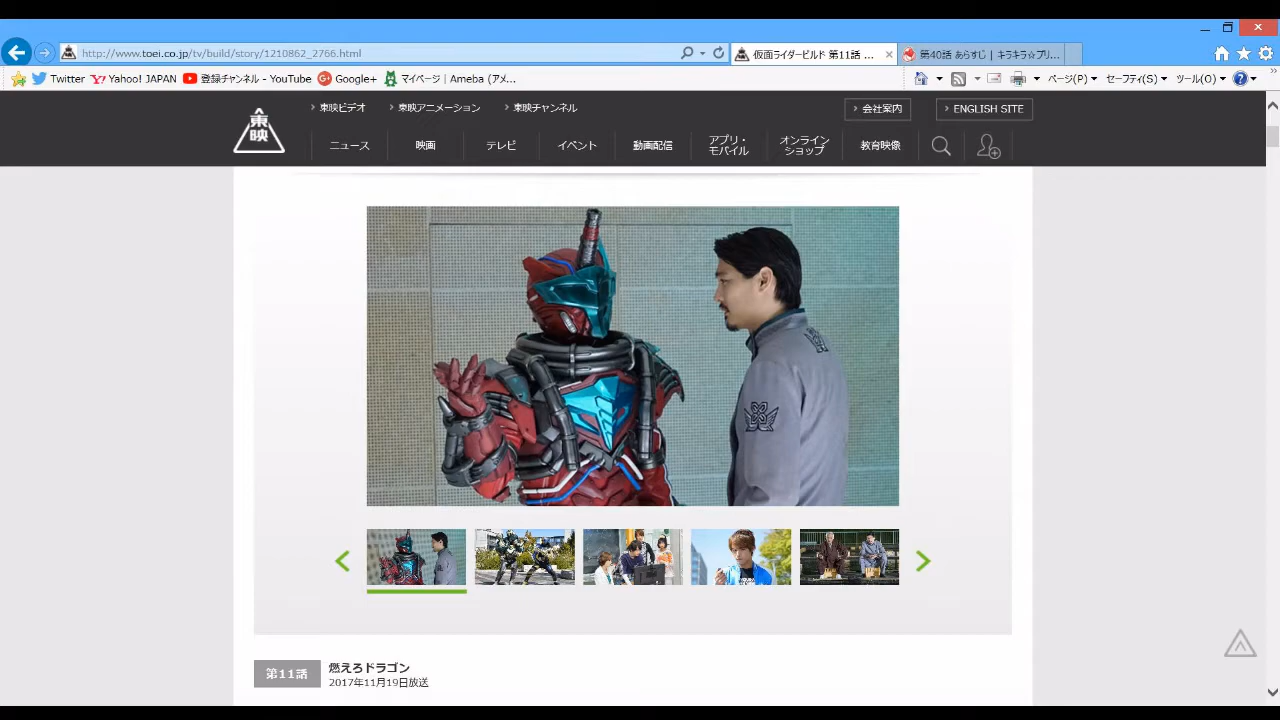 http://www.toei.co.jp/tv/build/story/1210862_2766.html
仮面ライダービルド 第11話 ...
第40話 あらすじ | キラキラ☆プリ...
Twitter
Yahoo! JAPAN
登録チャンネル - YouTube
Google+
マイページ | Ameba (アメ...
ページ(P)
セーフティ(S)
ツール(O)
東映
東映ビデオ
東映アニメーション
東映チャンネル
会社案内
ENGLISH SITE
ニュース
映画
テレビ
イベント
動画配信
アプリ・
モバイル
オンライン
ショップ
教育映像
第11話
燃えろドラゴン
2017年11月19日放送